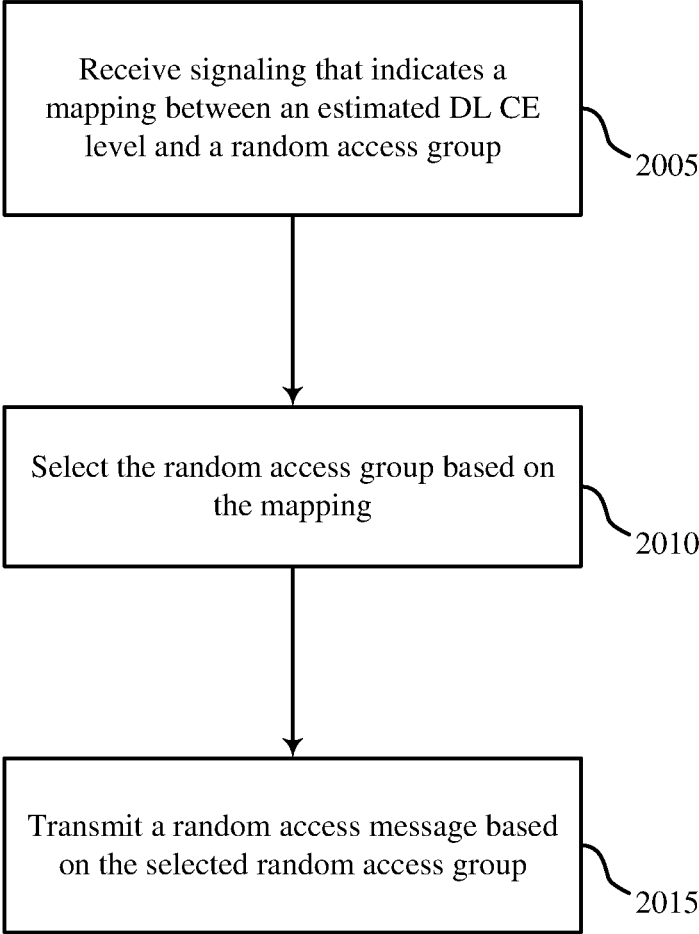 Receive signaling that indicates a
mapping between an estimated DL CE
level and a random access group
2005
Select the random access group based on
the mapping
2010
Transmit a random access message based
on the selected random access group
2015